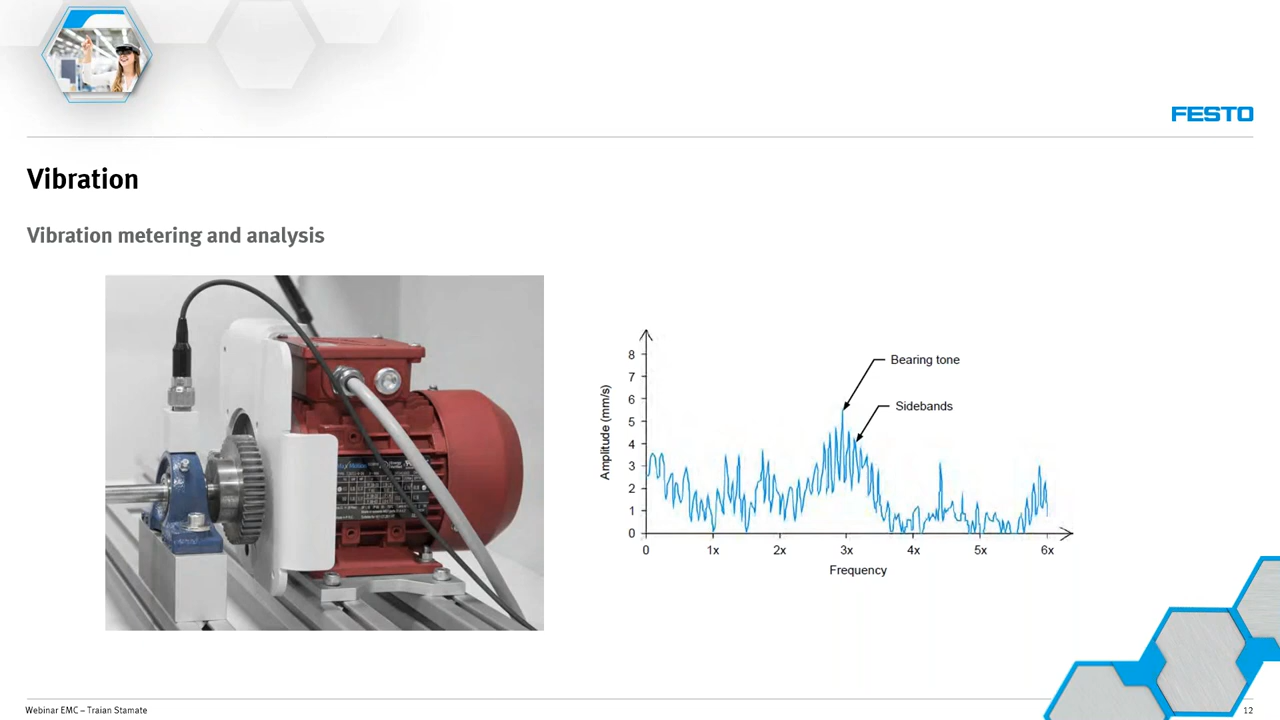 FESTO
Vibration
Vibration metering and analysis
Bearing tone
Sidebands
Amplitude (mm/s)
8
7
6
5
4
3
2
1
0
0 1x 2x 3x 4x 5x 6x
Frequency
Webinar EMC – Traian Stamate
12